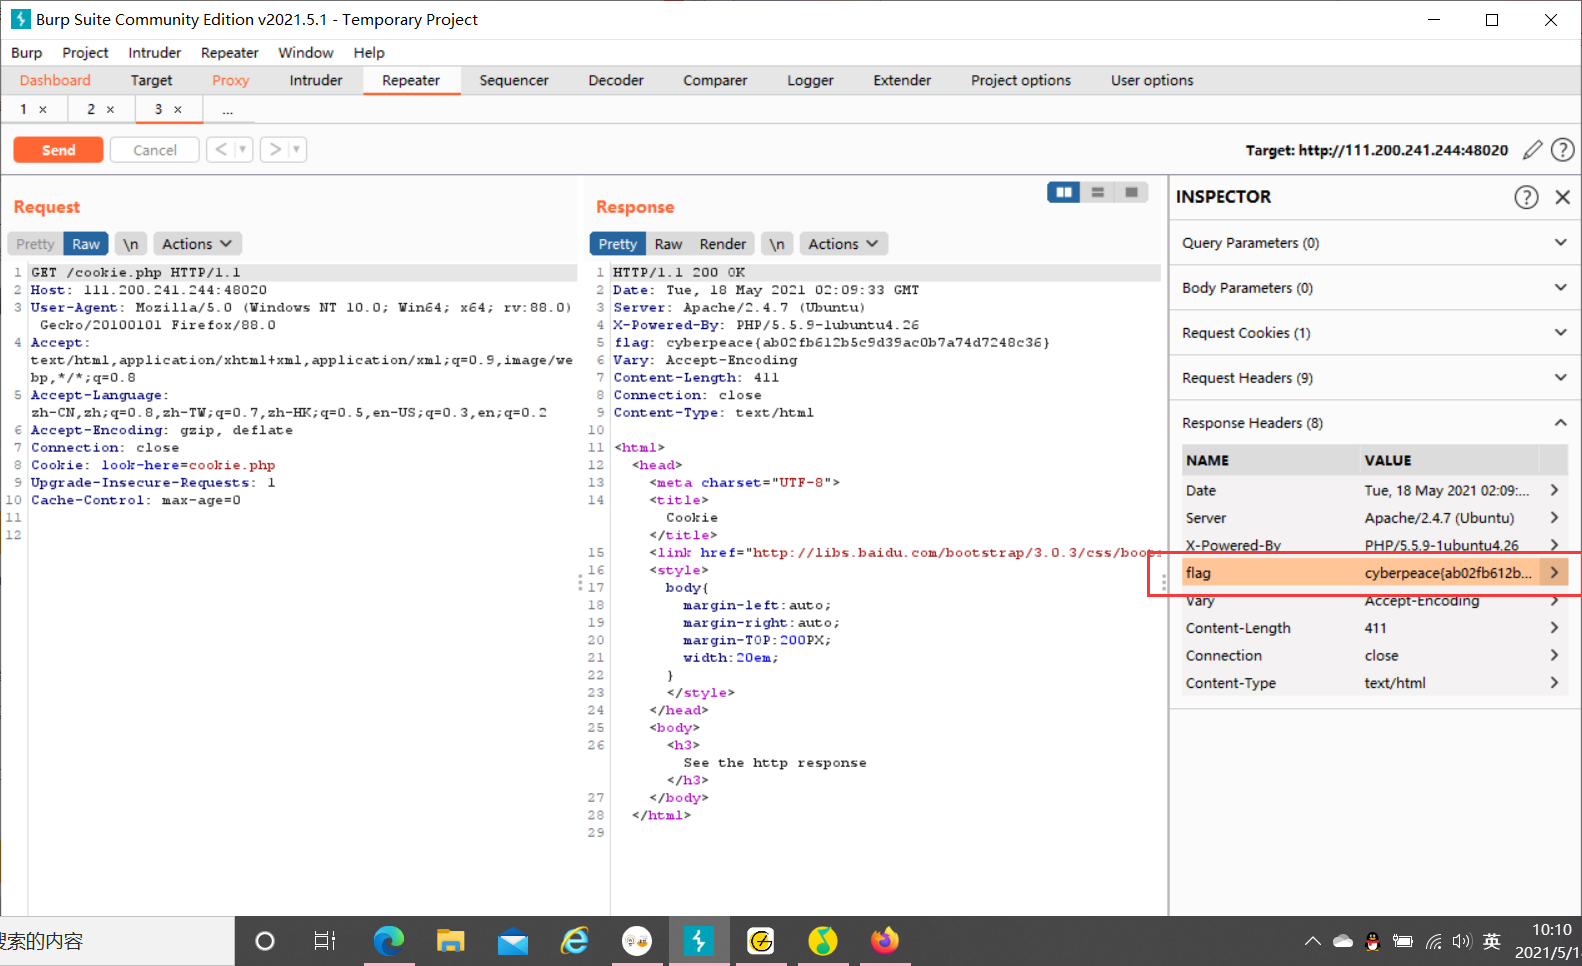 Burp Suite Community Edition v2021.5.1 - Temporary Project
Burp Project Intruder Repeater Window Help
Dashboard Target Proxy Intruder Repeater Sequencer Decoder Comparer Logger Extender Project options User options
1 × 2 × 3 × ...
Send Cancel < > Target: http://111.200.241.244:48020 ?
Request
Pretty Raw \n Actions
1 GET /cookie.php HTTP/1.1
2 Host: 111.200.241.244:48020
3 User-Agent: Mozilla/5.0 (Windows NT 10.0; Win64; x64; rv:88.0)
Gecko/20100101 Firefox/88.0
4 Accept:
text/html,application/xhtml+xml,application/xml;q=0.9,image/we
bp,*/*;q=0.8
5 Accept-Language:
zh-CN,zh;q=0.8,zh-TW;q=0.7,zh-HK;q=0.5,en-US;q=0.3,en;q=0.2
6 Accept-Encoding: gzip, deflate
7 Connection: close
8 Cookie: look-here=cookie.php
9 Upgrade-Insecure-Requests: 1
10 Cache-Control: max-age=0
11
12
Response
Pretty Raw Render \n Actions
1 HTTP/1.1 200 OK
2 Date: Tue, 18 May 2021 02:09:33 GMT
3 Server: Apache/2.4.7 (Ubuntu)
4 X-Powered-By: PHP/5.5.9-1ubuntu4.26
5 flag: cyberpeace{ab02fb612b5c9d39ac0b7a74d7248c36}
6 Vary: Accept-Encoding
7 Content-Length: 411
8 Connection: close
9 Content-Type: text/html
10
11 <html>
12 <head>
13 <meta charset="UTF-8">
14 <title>
Cookie
</title>
15 <link href="http://libs.baidu.com/bootstrap/3.0.3/css/boot
16 <style>
17 body{
18 margin-left:auto;
19 margin-right:auto;
20 margin-TOP:200PX;
21 width:20em;
22 }
23 </style>
24 </head>
25 <body>
26 <h3>
See the http response
</h3>
27 </body>
28 </html>
29
INSPECTOR ?
Query Parameters (0)
Body Parameters (0)
Request Cookies (1)
Request Headers (9)
Response Headers (8)
NAME VALUE
Date Tue, 18 May 2021 02:09:...
Server Apache/2.4.7 (Ubuntu)
X-Powered-By PHP/5.5.9-1ubuntu4.26
flag cyberpeace{ab02fb612b...
Vary Accept-Encoding
Content-Length 411
Connection close
Content-Type text/html
搜索的内容
英
10:10
2021/5/1